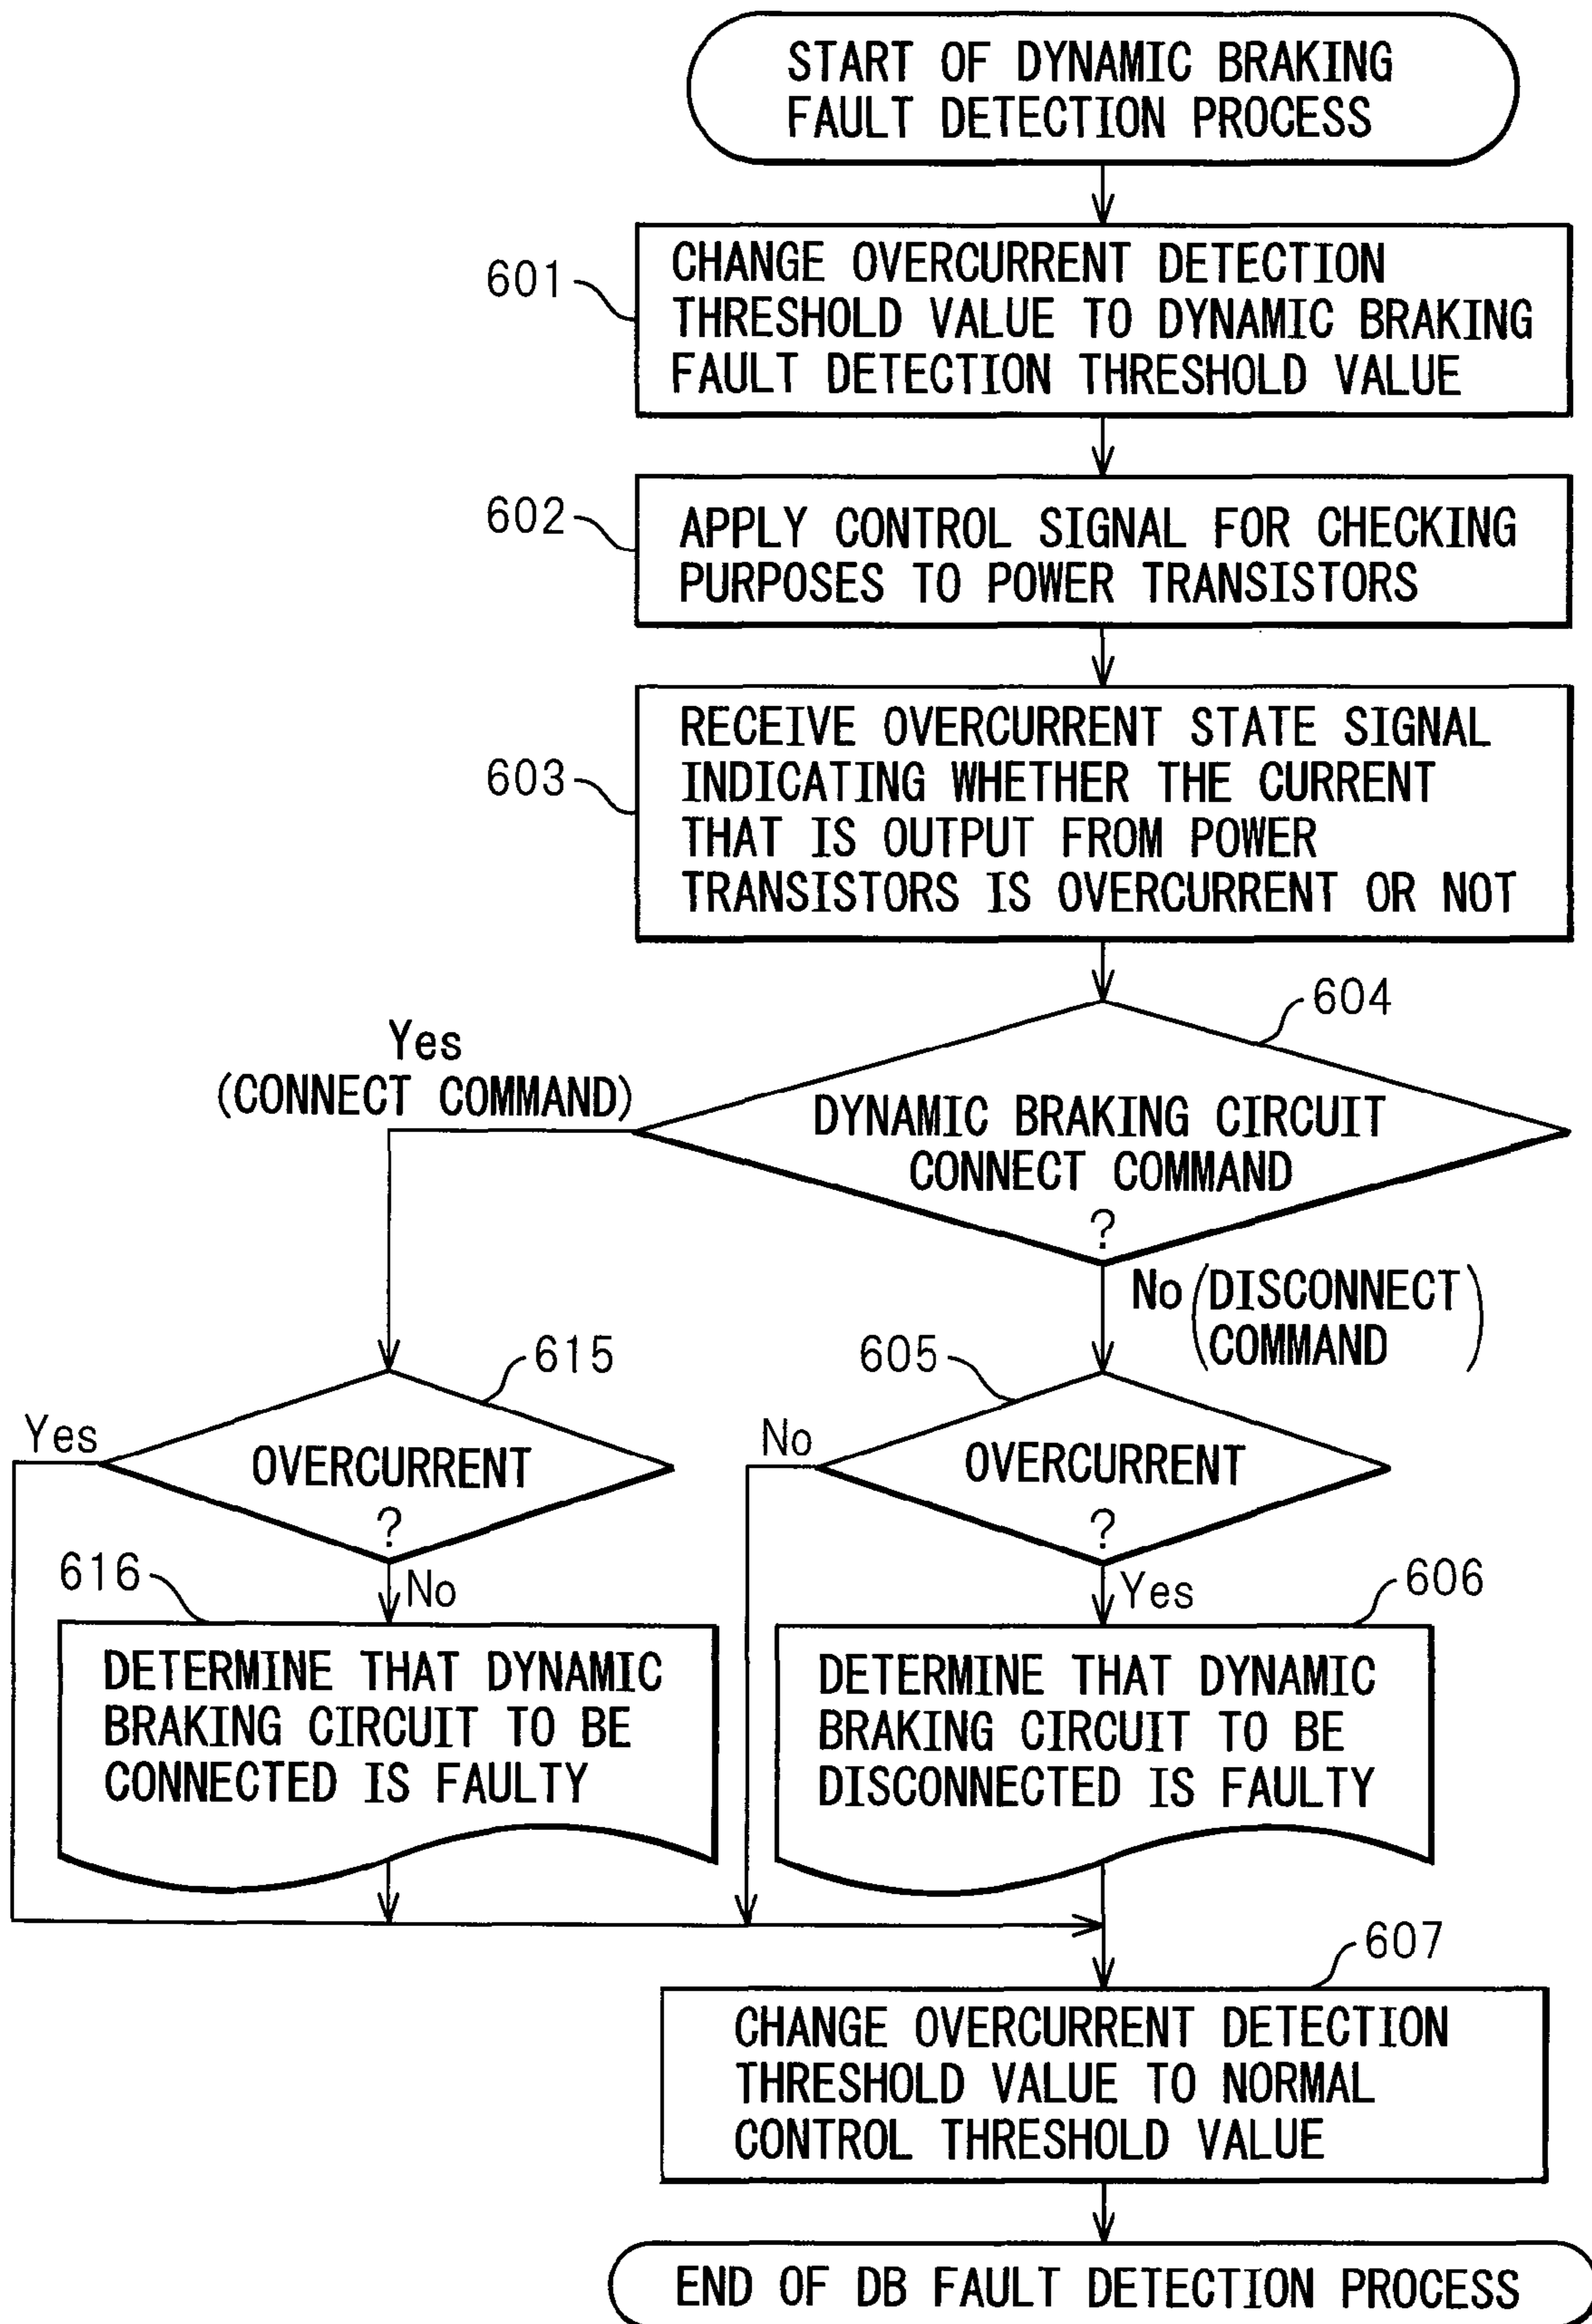 START OF DYNAMIC BRAKING
FAULT DETECTION PROCESS
601
CHANGE OVERCURRENT DETECTION
THRESHOLD VALUE TO DYNAMIC BRAKING
FAULT DETECTION THRESHOLD VALUE
602
APPLY CONTROL SIGNAL FOR CHECKING
PURPOSES TO POWER TRANSISTORS
603
RECEIVE OVERCURRENT STATE SIGNAL
INDICATING WHETHER THE CURRENT
THAT IS OUTPUT FROM POWER
TRANSISTORS IS OVERCURRENT OR NOT
604
Yes
(CONNECT COMMAND)
DYNAMIC BRAKING CIRCUIT
CONNECT COMMAND
?
No (DISCONNECT
COMMAND)
615
605
Yes
OVERCURRENT
?
No
OVERCURRENT
?
616
No
Yes
606
DETERMINE THAT DYNAMIC
BRAKING CIRCUIT TO BE
CONNECTED IS FAULTY
DETERMINE THAT DYNAMIC
BRAKING CIRCUIT TO BE
DISCONNECTED IS FAULTY
607
CHANGE OVERCURRENT DETECTION
THRESHOLD VALUE TO NORMAL
CONTROL THRESHOLD VALUE
END OF DB FAULT DETECTION PROCESS